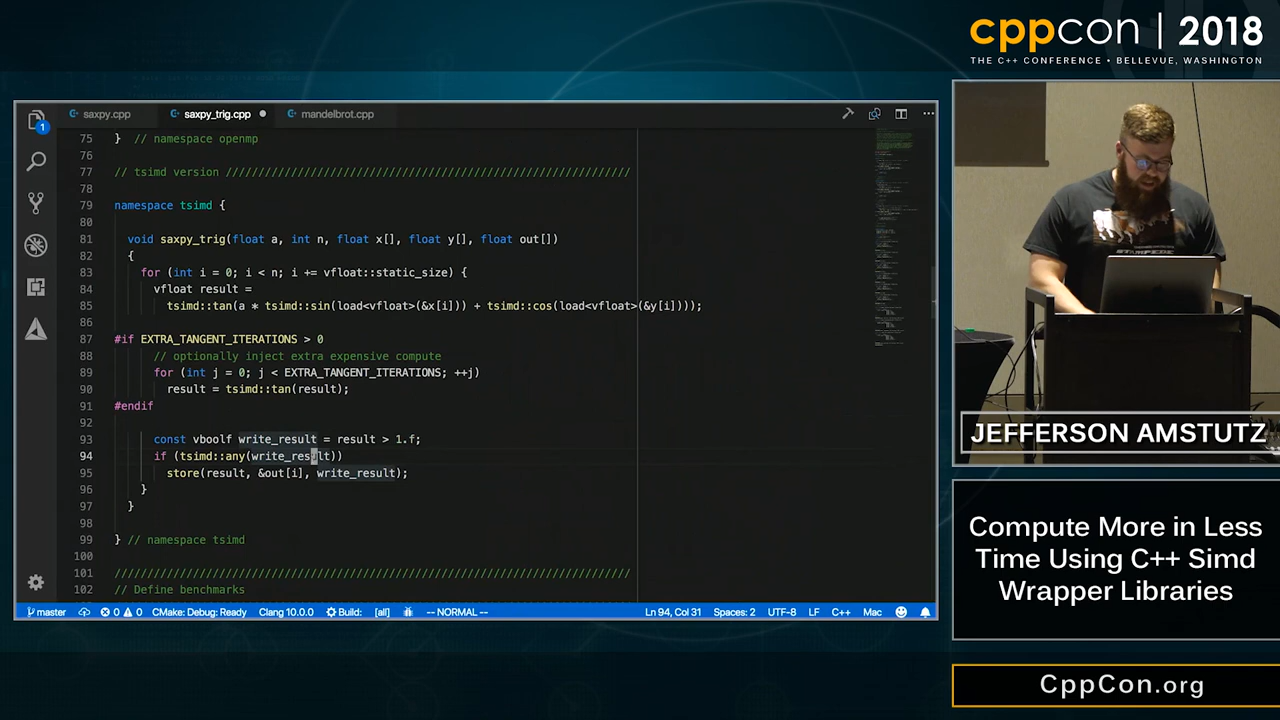 cppcon | 2018
THE C++ CONFERENCE • BELLEVUE, WASHINGTON
saxpy.cpp
saxpy_trig.cpp
mandelbrot.cpp
1
75 } // namespace openmp
76
77 // tsimd version ////////////////////////////////////////////////////////////
78
79 namespace tsimd {
80
81 void saxpy_trig(float a, int n, float x[], float y[], float out[])
82 {
83 for (int i = 0; i < n; i += vfloat::static_size) {
84 vfloat result =
85 tsimd::tan(a * tsimd::sin(load<vfloat>(&x[i])) + tsimd::cos(load<vfloat>(&y[i])));
86
87 #if EXTRA_TANGENT_ITERATIONS > 0
88 // optionally inject extra expensive compute
89 for (int j = 0; j < EXTRA_TANGENT_ITERATIONS; ++j)
90 result = tsimd::tan(result);
91 #endif
92
93 const vboolf write_result = result > 1.f;
94 if (tsimd::any(write_result))
95 store(result, &out[i], write_result);
96 }
97 }
98
99 } // namespace tsimd
100
101 ///////////////////////////////////////////////////////////////////////////////
102 // Define benchmarks
master 0 0 CMake: Debug: Ready Clang 10.0.0 Build: [all] -- NORMAL -- Ln 94, Col 31 Spaces: 2 UTF-8 LF C++ Mac
STAMPEDE
JEFFERSON AMSTUTZ
Compute More in Less
Time Using C++ Simd
Wrapper Libraries
CppCon.org